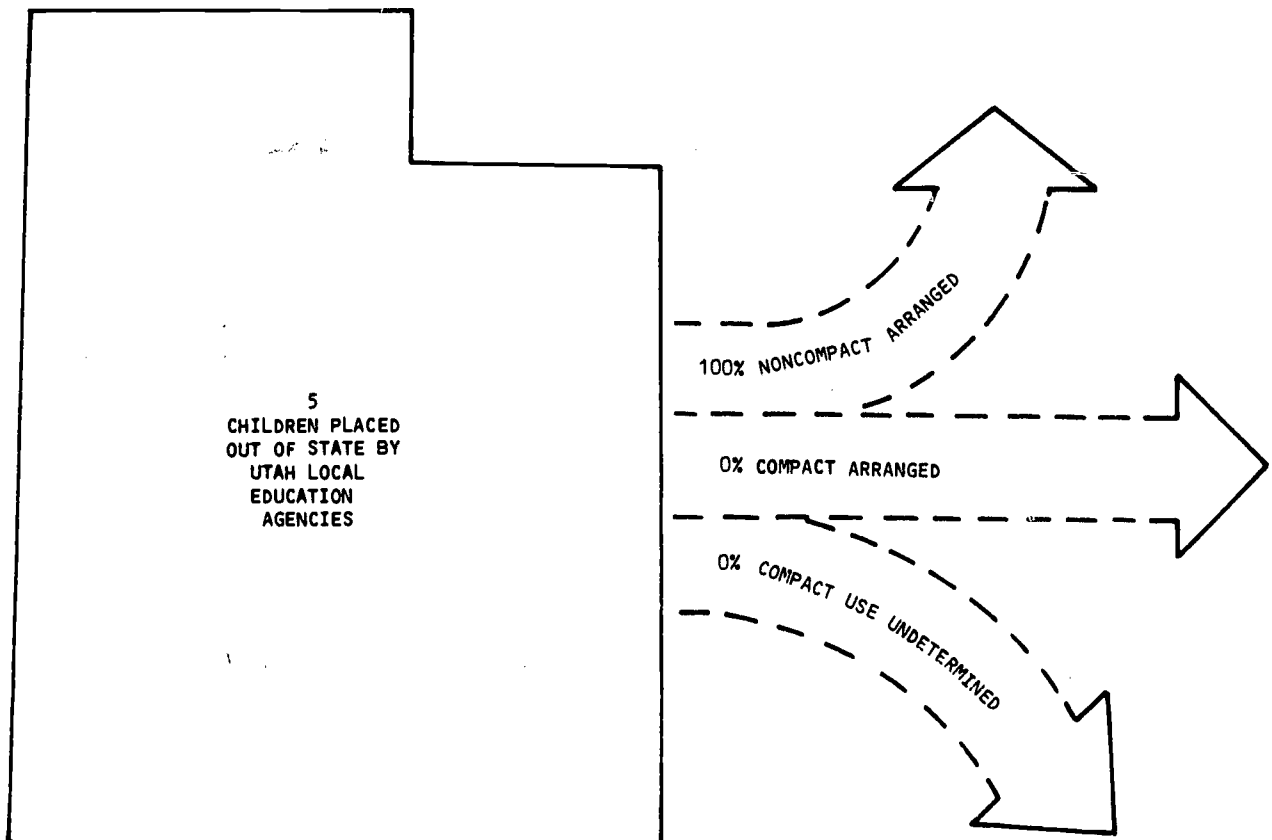 5
CHILDREN PLACED
OUT OF STATE BY
UTAH LOCAL
EDUCATION
AGENCIES
100% NONCOMPACT ARRANGED
0% COMPACT ARRANGED
0% COMPACT USE UNDETERMINED